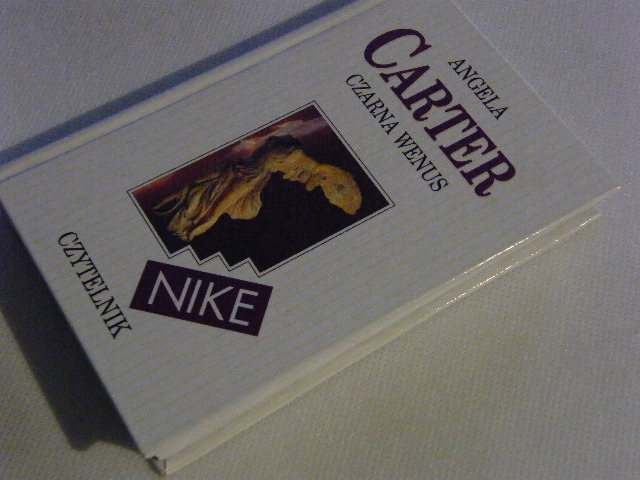 ANGELA
CARTER
CZARNA WENUS
NIKE
CZYTELNIK